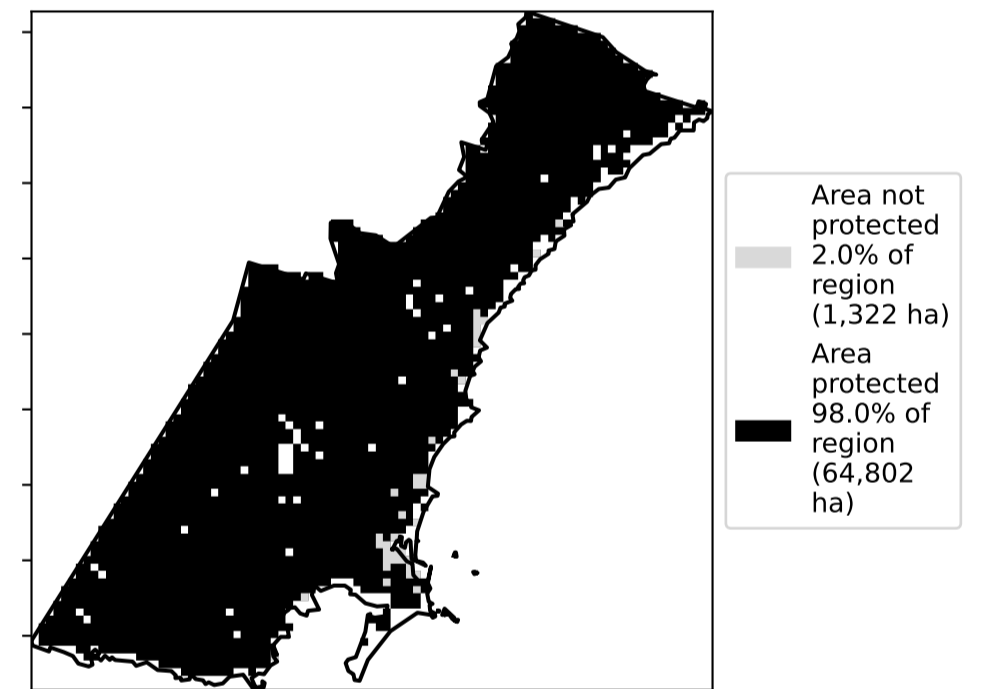 Area not
protected
2.0% of
region
(1,322 ha)
Area
protected
98.0% of
region
(64,802
ha)